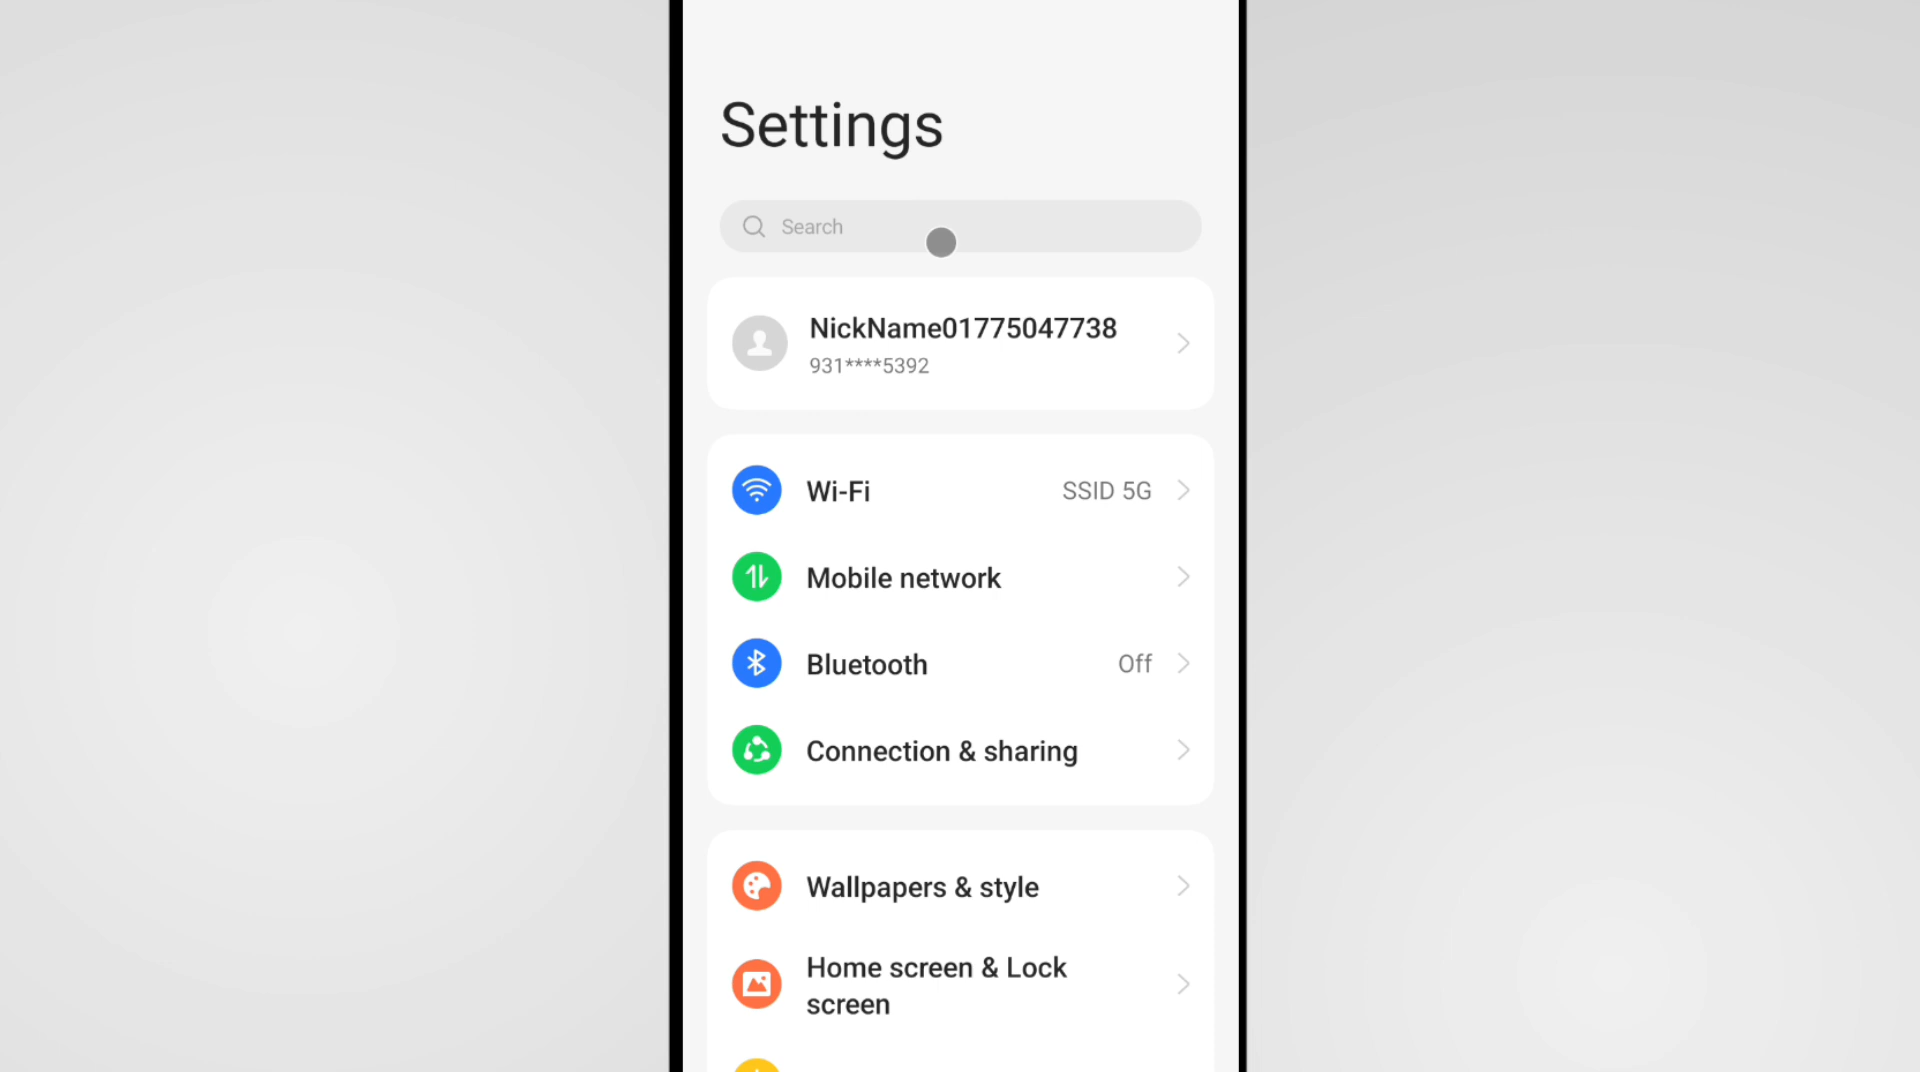 Settings
Search
NickName01775047738
931****5392
Wi-Fi SSID 5G
Mobile network
Bluetooth Off
Connection & sharing
Wallpapers & style
Home screen & Lock
screen